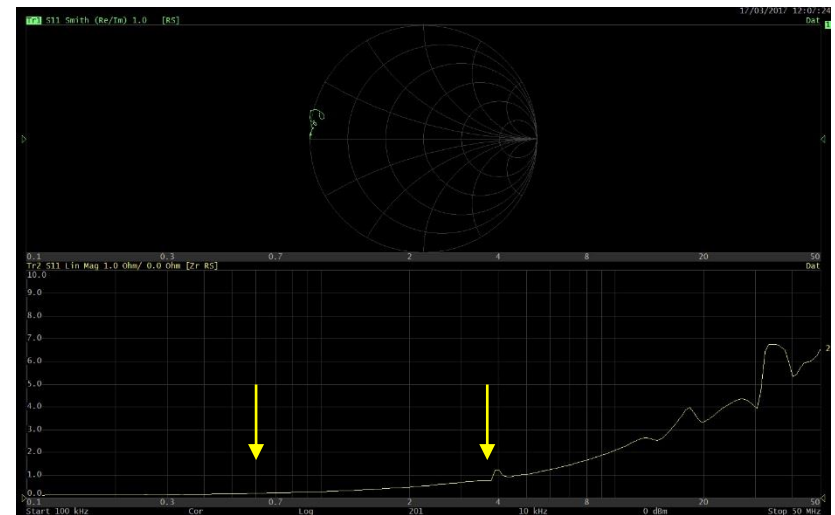 17/03/2017 12:07:24
Tr1 S11 Smith (Re/Im) 1.0 [RS] Dat
1
0.1 0.3 0.7 2 4 8 20 50
Tr2 S11 Lin Mag 1.0 Ohm/ 0.0 Ohm [Zr RS] Dat
10.0
9.0
8.0
7.0
2
6.0
5.0
4.0
3.0
2.0
1.0
0.0
0.1 0.3 0.7 2 4 8 20 50
Start 100 kHz Cor Log 201 10 kHz 0 dBm Stop 50 MHz